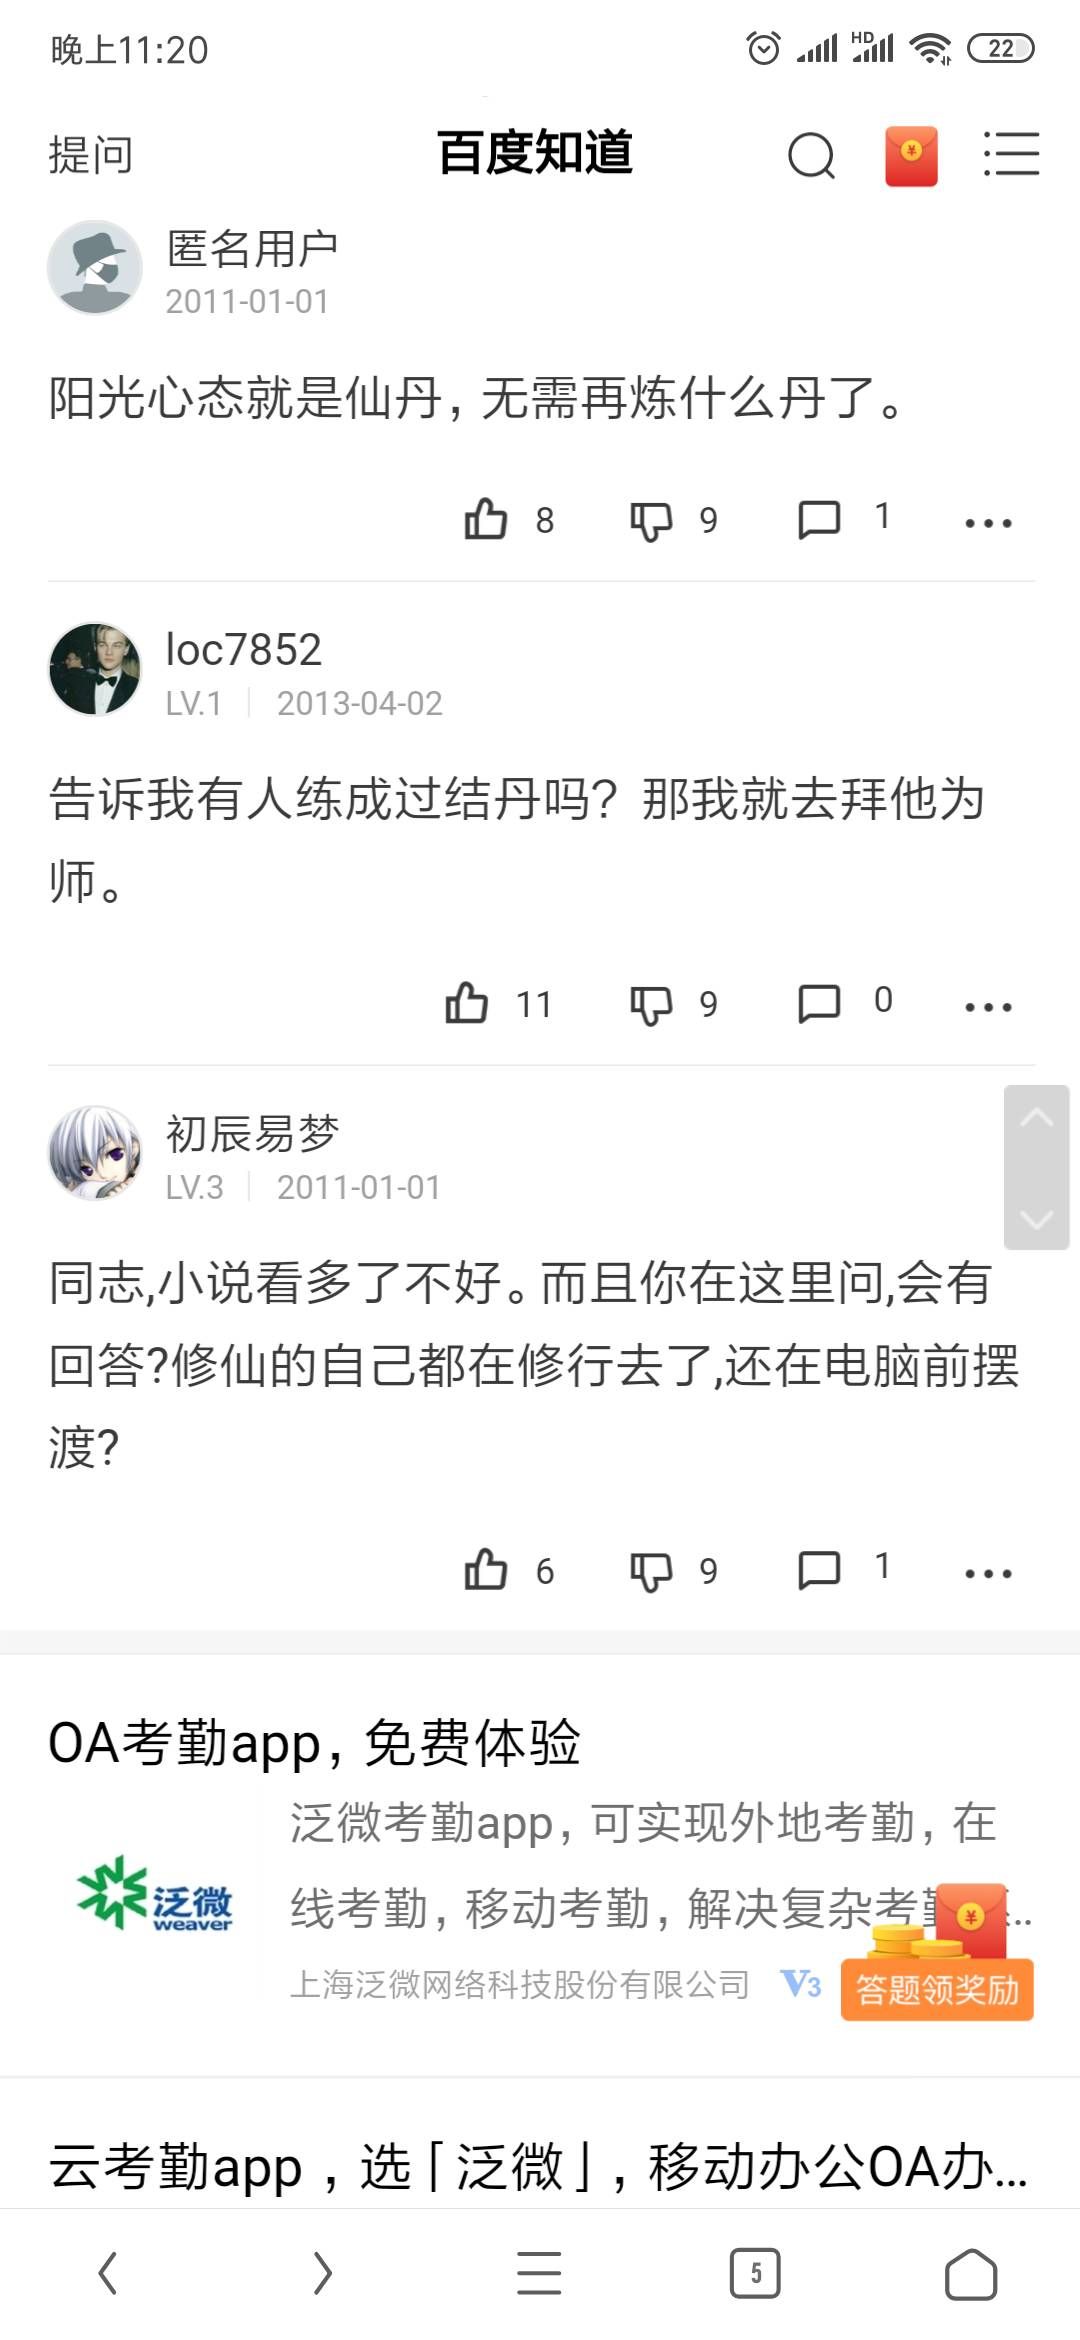 晚上11:20
HD
22
提问
百度知道
匿名用户
2011-01-01
阳光心态就是仙丹，无需再炼什么丹了。
8 9 1
loc7852
LV.1 2013-04-02
告诉我有人练成过结丹吗？那我就去拜他为
师。
11 9 0
初辰易梦
LV.3 2011-01-01
同志,小说看多了不好。而且你在这里问,会有
回答?修仙的自己都在修行去了,还在电脑前摆
渡?
6 9 1
OA考勤app，免费体验
泛微考勤app，可实现外地考勤，在
线考勤，移动考勤，解决复杂考勤..
泛微
weaver
上海泛微网络科技股份有限公司 V3
答题领奖励
云考勤app，选「泛微」，移动办公OA办...
5